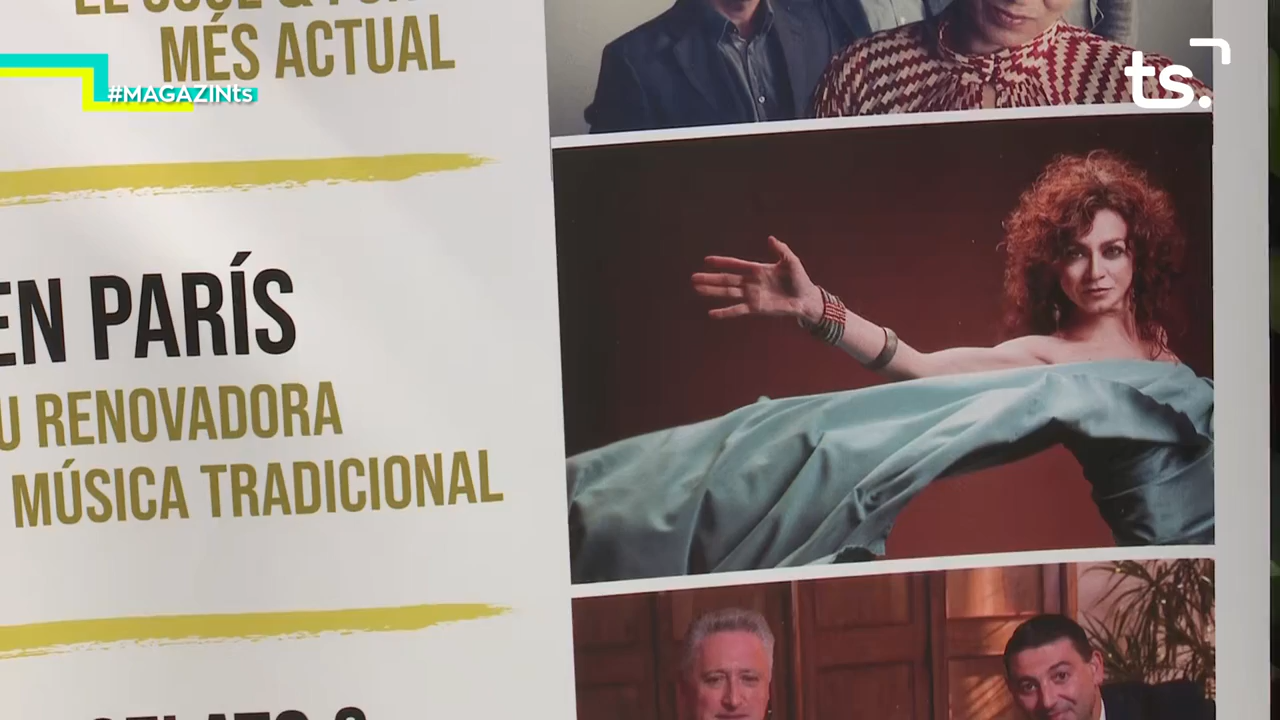 MÉS ACTUAL
#MAGAZINts
ts.
EN PARÍS
RENOVADORA
MÚSICA TRADICIONAL